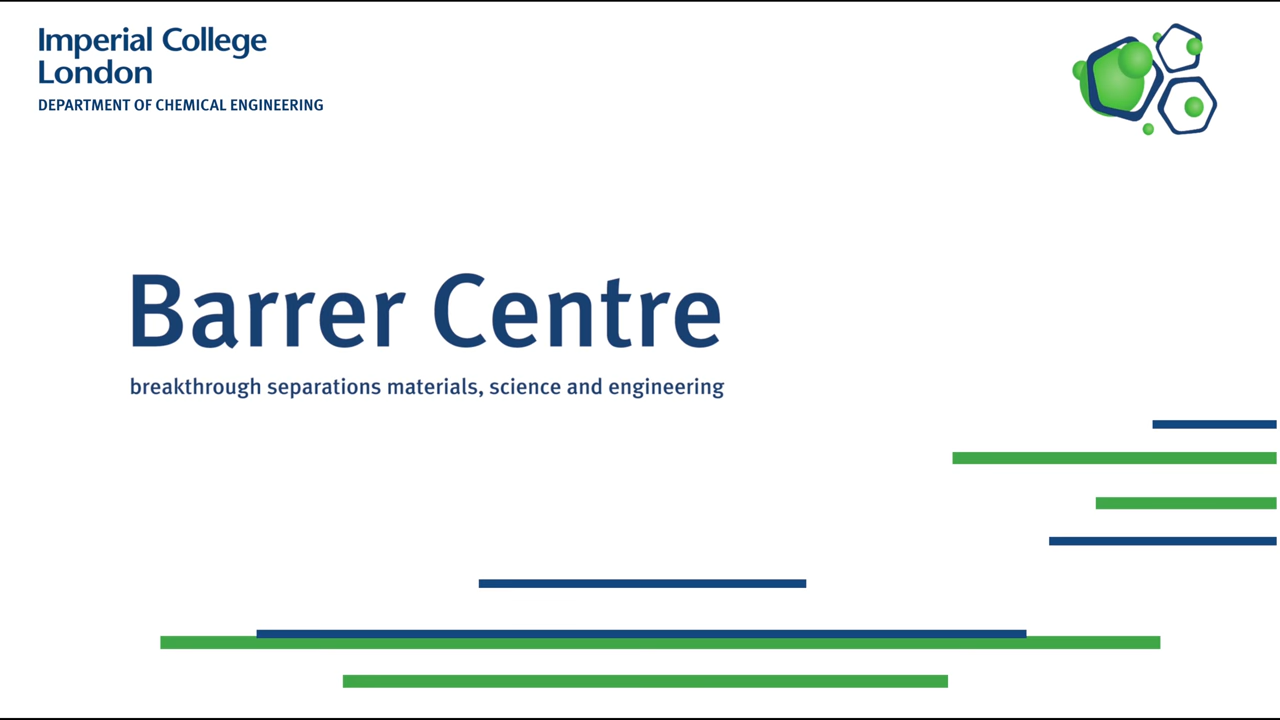 Imperial College
London
DEPARTMENT OF CHEMICAL ENGINEERING
Barrer Centre
breakthrough separations materials, science and engineering